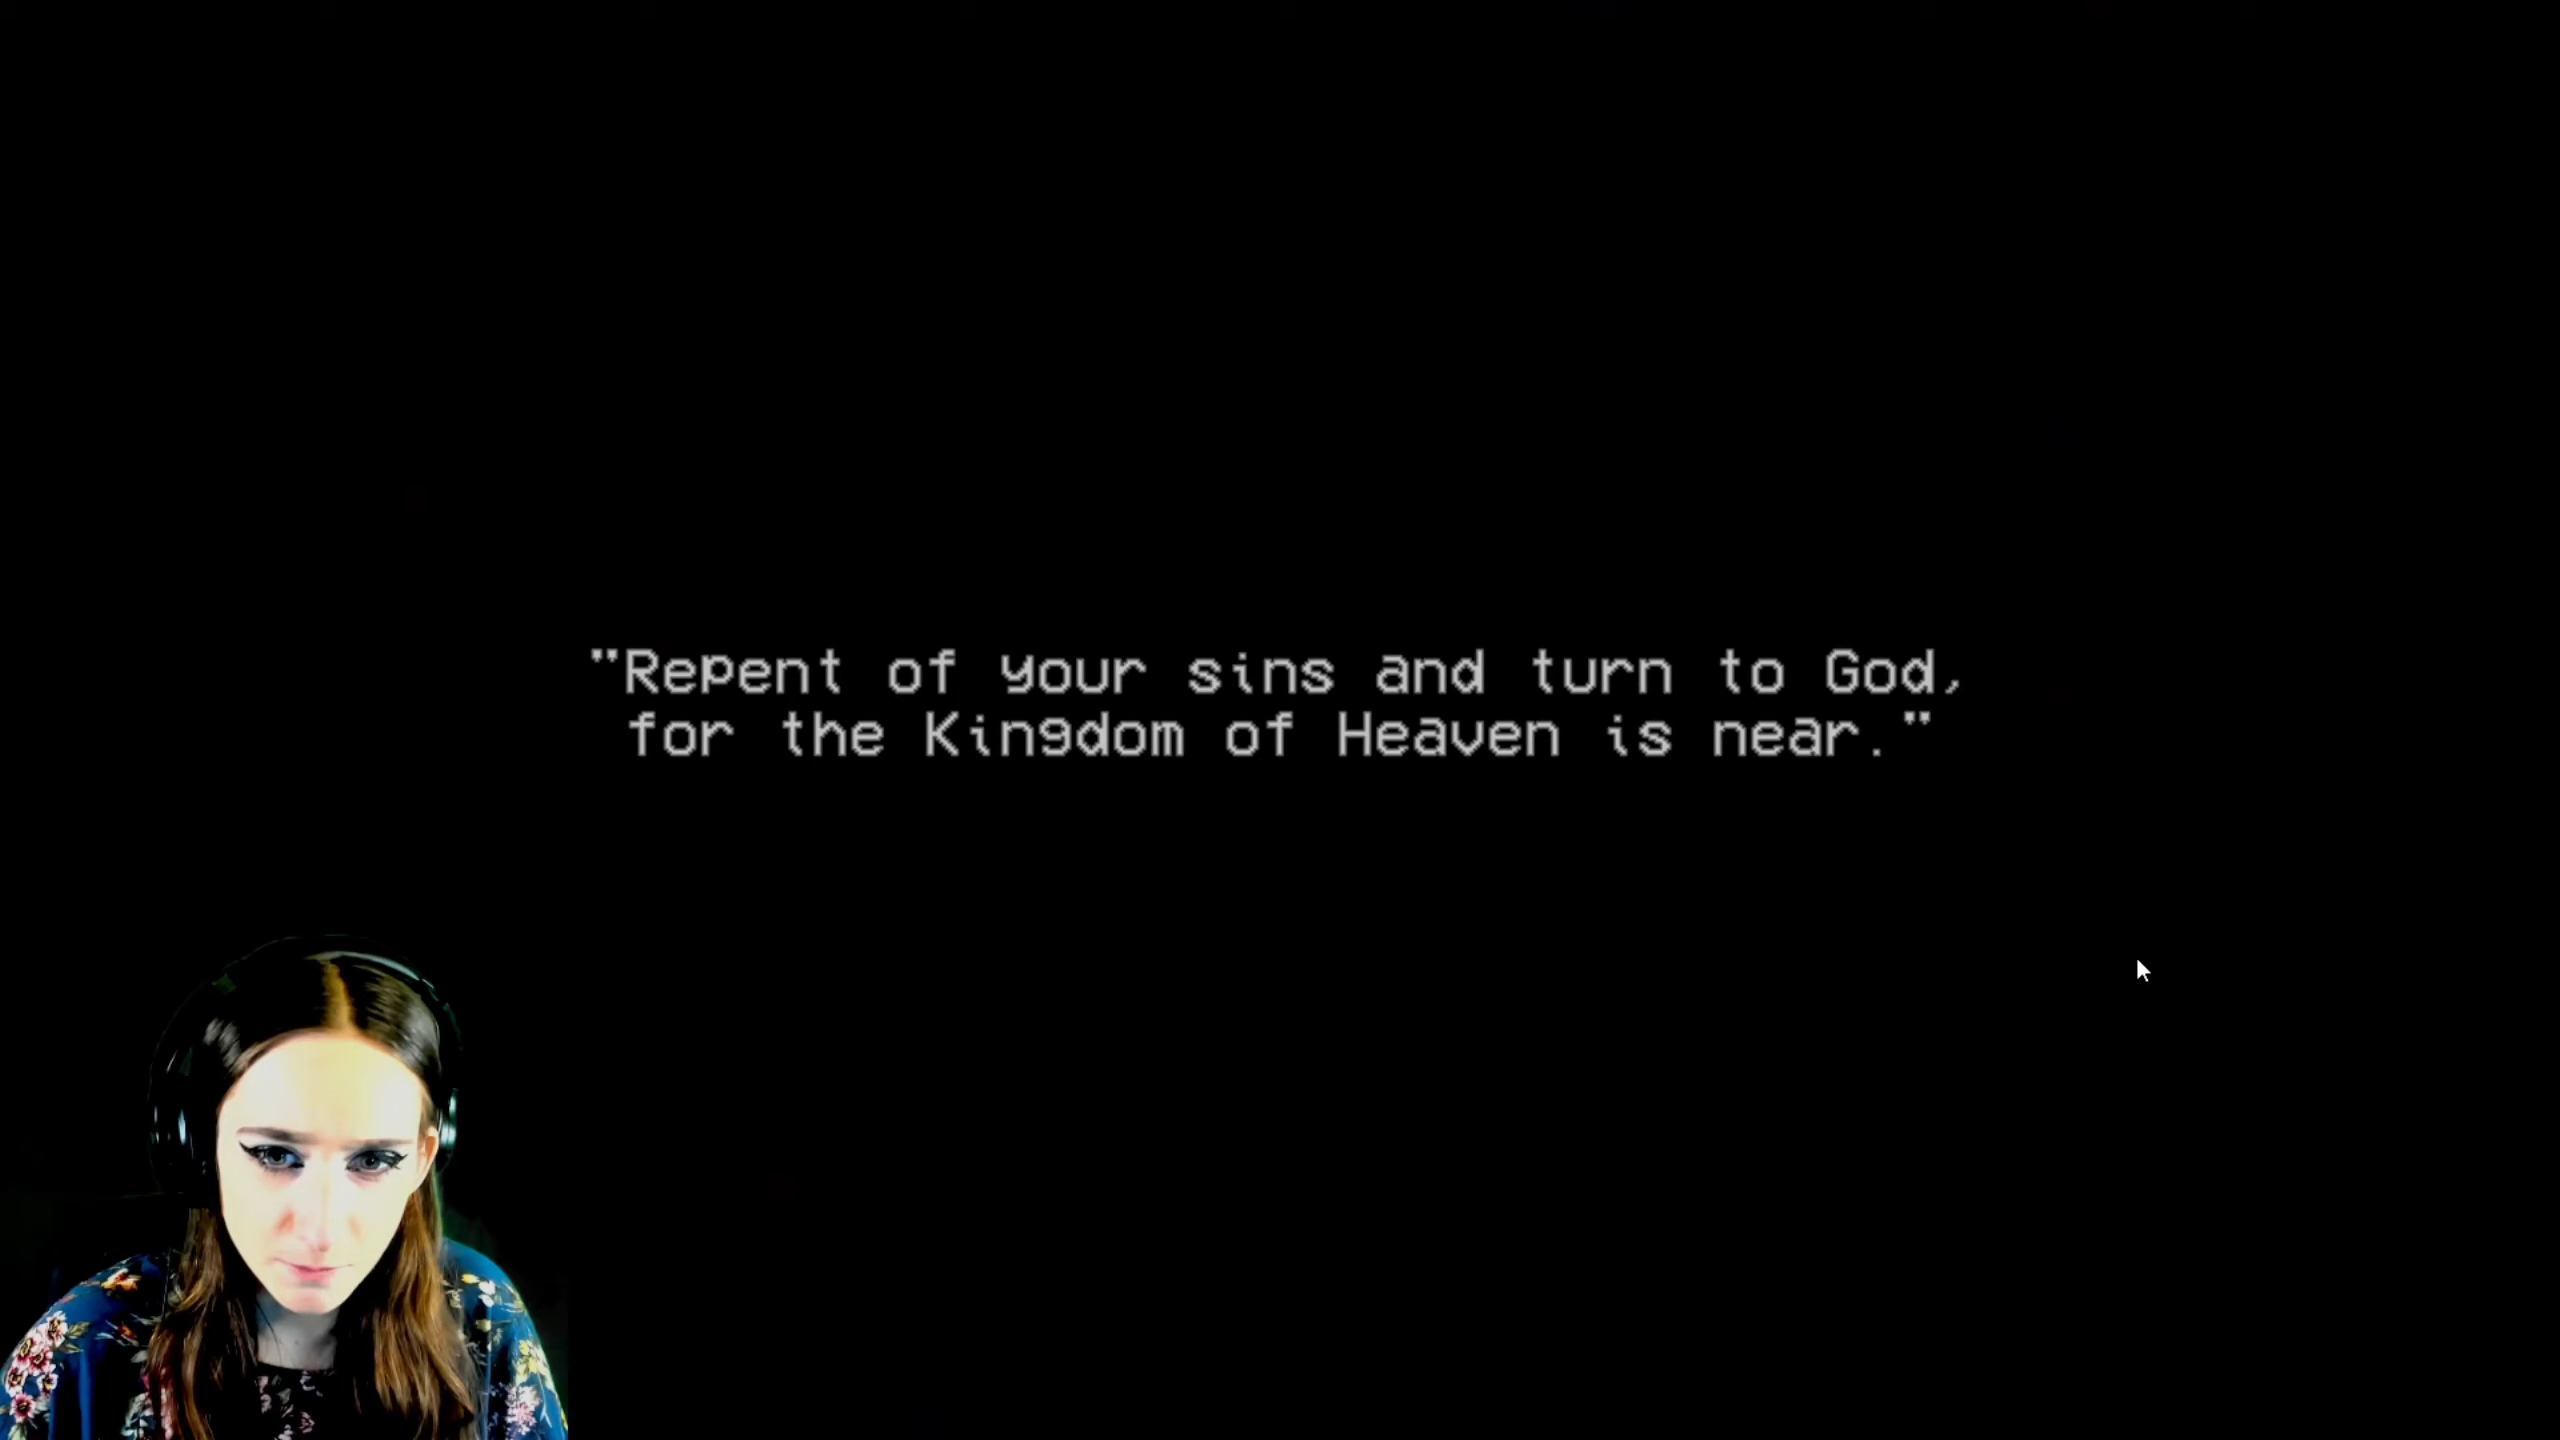 "Repent of your sins and turn to God,
for the Kingdom of Heaven is near."